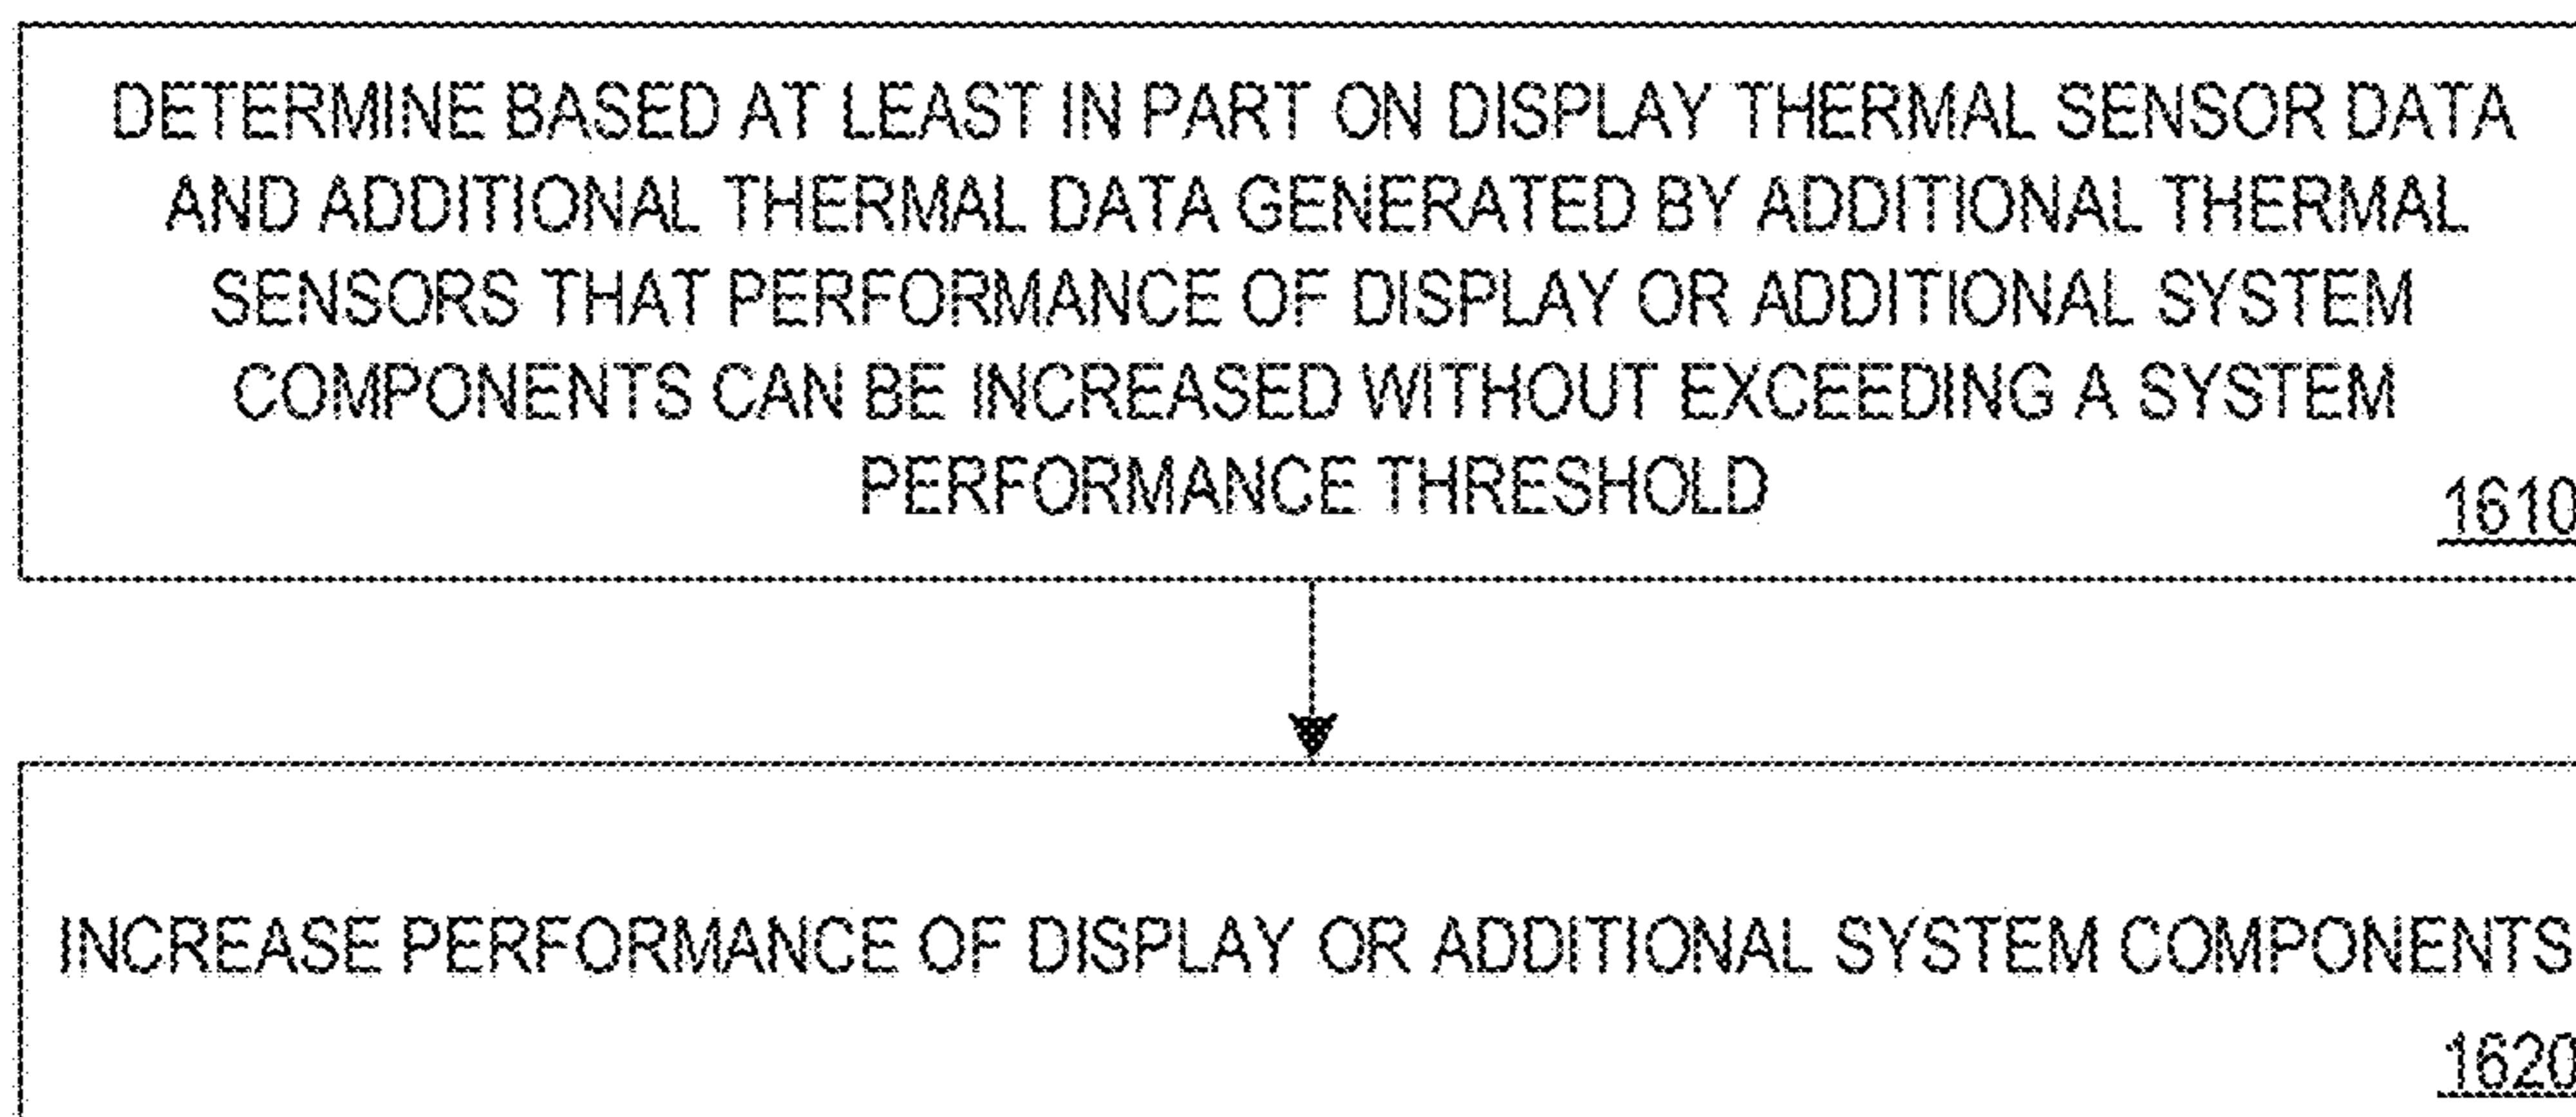 DETERMINE BASED AT LEAST IN PART ON DISPLAY THERMAL SENSOR DATA
AND ADDITIONAL THERMAL DATA GENERATED BY ADDITIONAL THERMAL
SENSORS THAT PERFORMANCE OF DISPLAY OR ADDITIONAL SYSTEM
COMPONENTS CAN BE INCREASED WITHOUT EXCEEDING A SYSTEM
PERFORMANCE THRESHOLD
1610
INCREASE PERFORMANCE OF DISPLAY OR ADDITIONAL SYSTEM COMPONENTS
1620